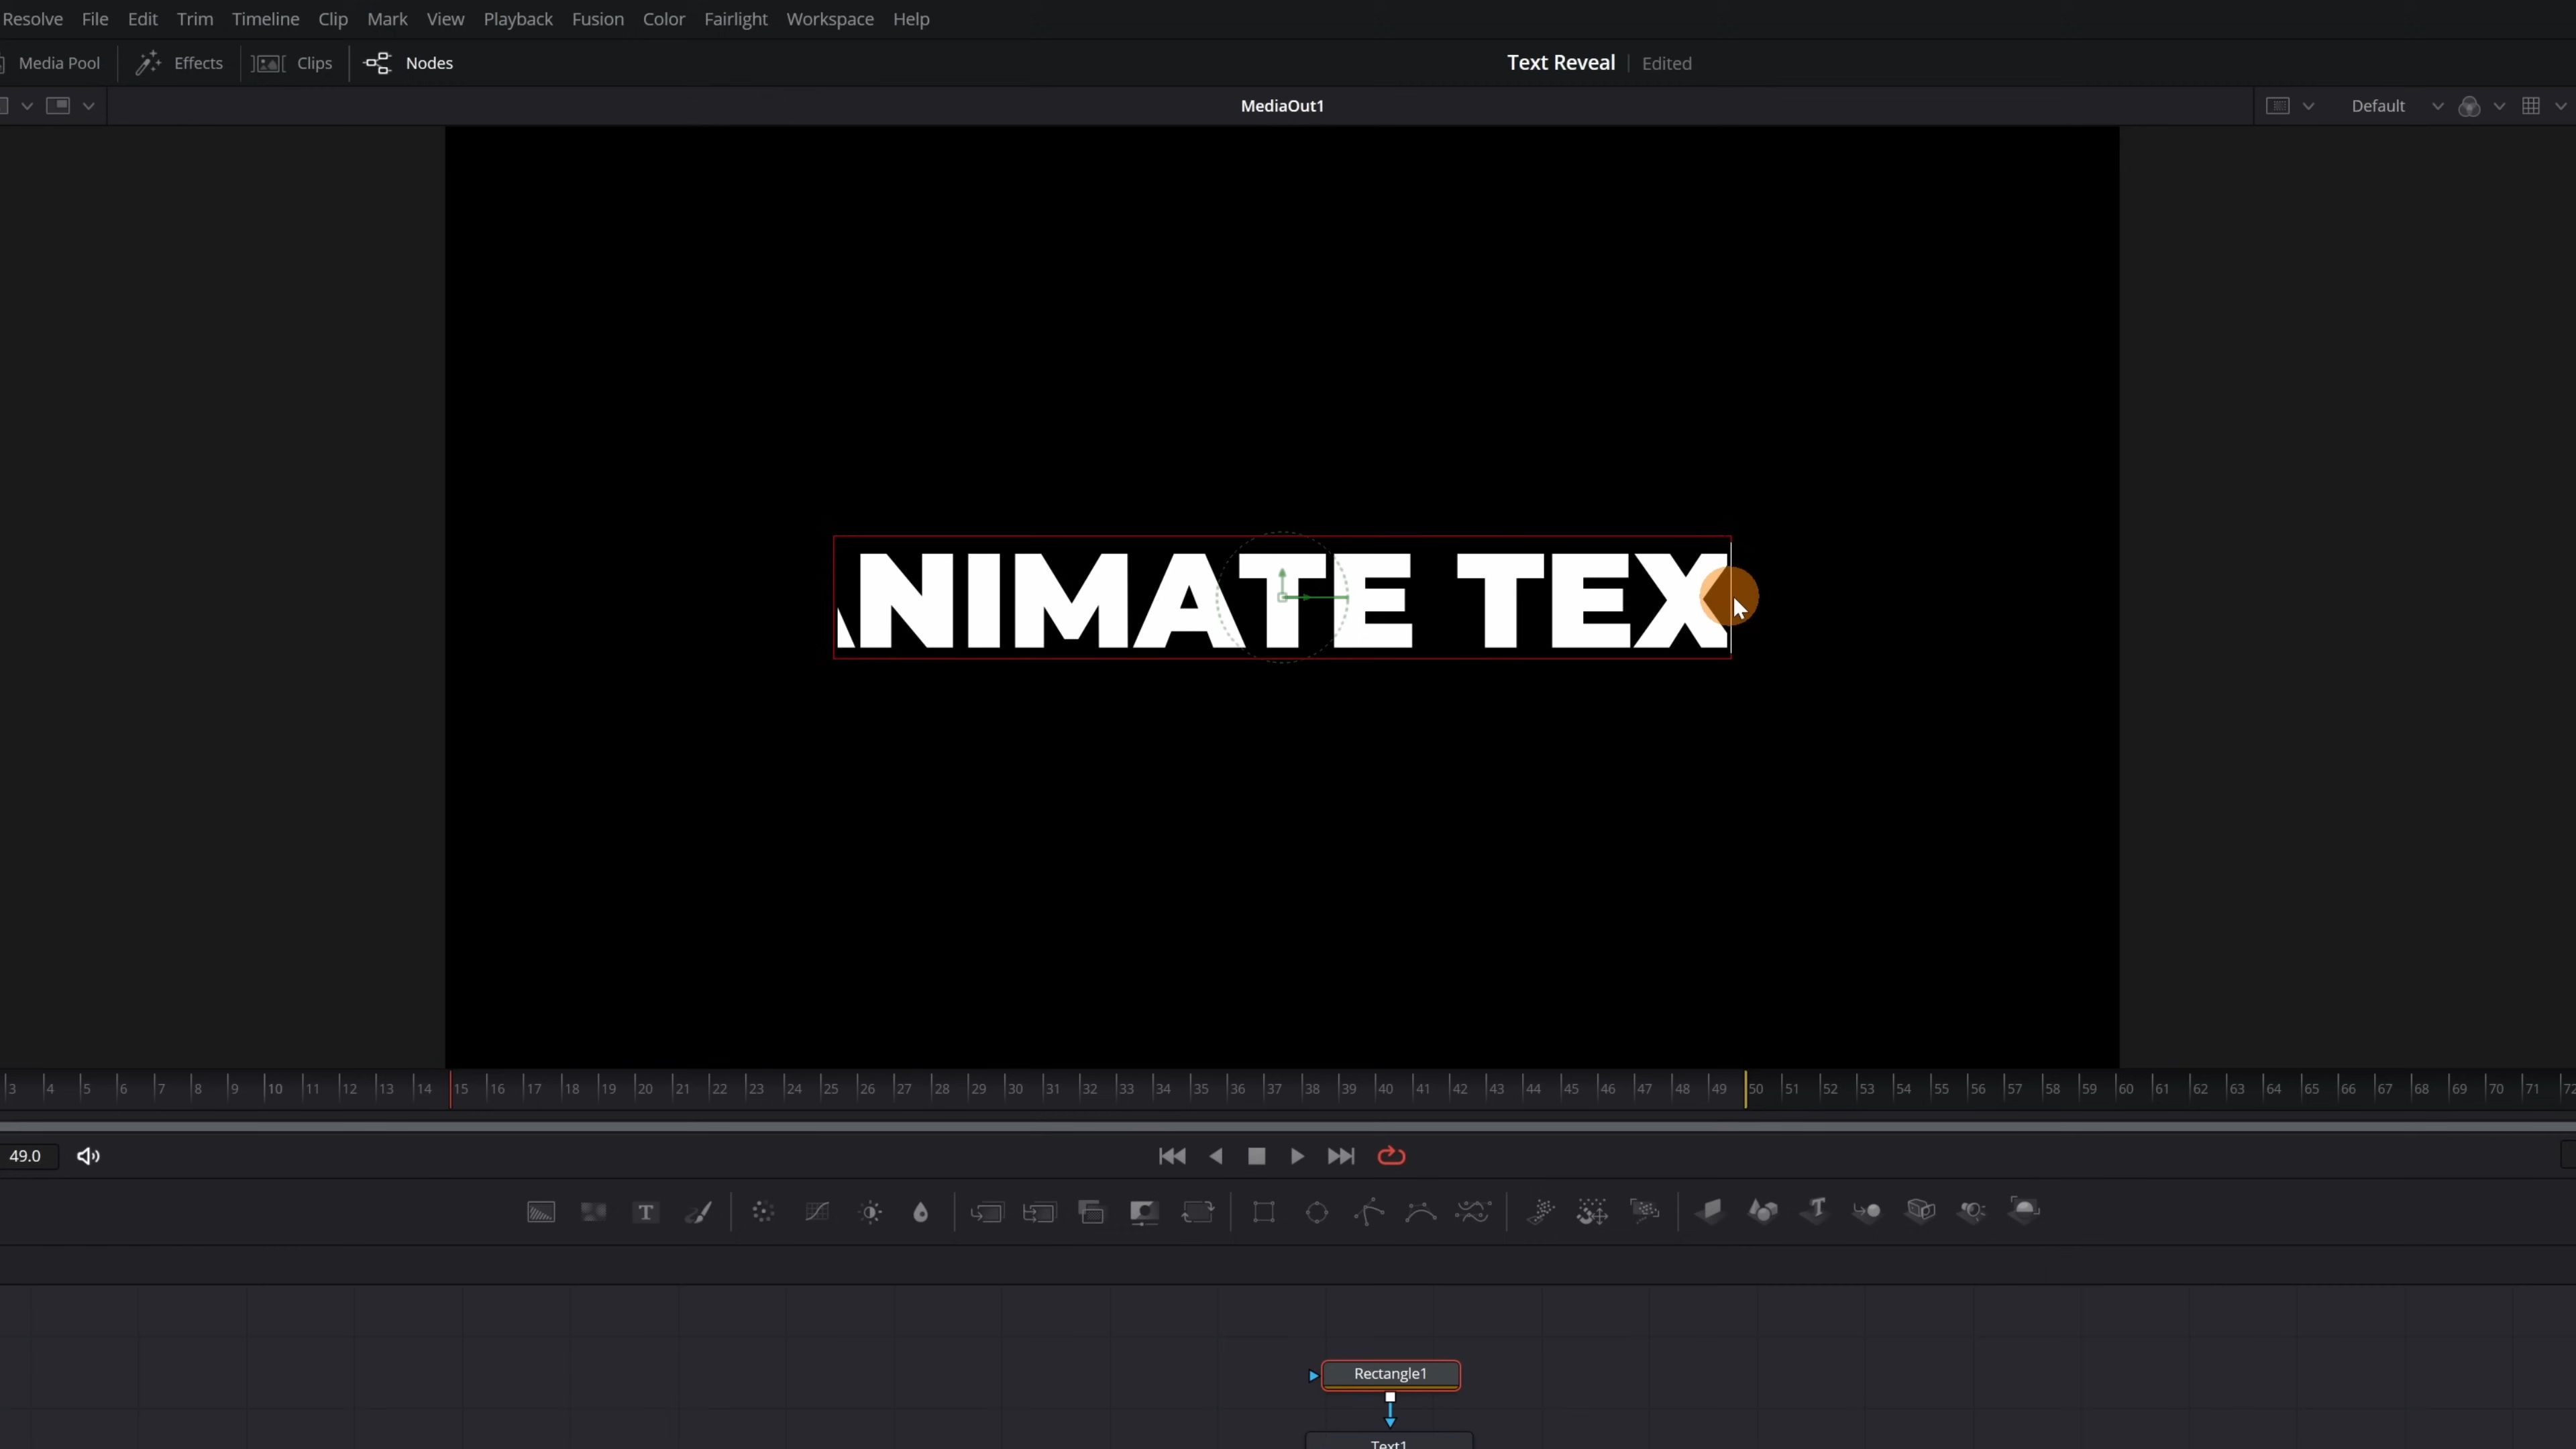 Resolve File Edit Trim Timeline Clip Mark View Playback Fusion Color Fairlight Workspace Help
Media Pool Effects Clips Nodes Text Reveal Edited
MediaOut1 Default
ANIMATE TEX
3 4 5 6 7 8 9 10 11 12 13 14 15 16 17 18 19 20 21 22 23 24 25 26 27 28 29 30 31 32 33 34 35 36 37 38 39 40 41 42 43 44 45 46 47 48 49 50 51 52 53 54 55 56 57 58 59 60 61 62 63 64 65 66 67 68 69 70 71 72
49.0
T T
Rectangle1
Text1